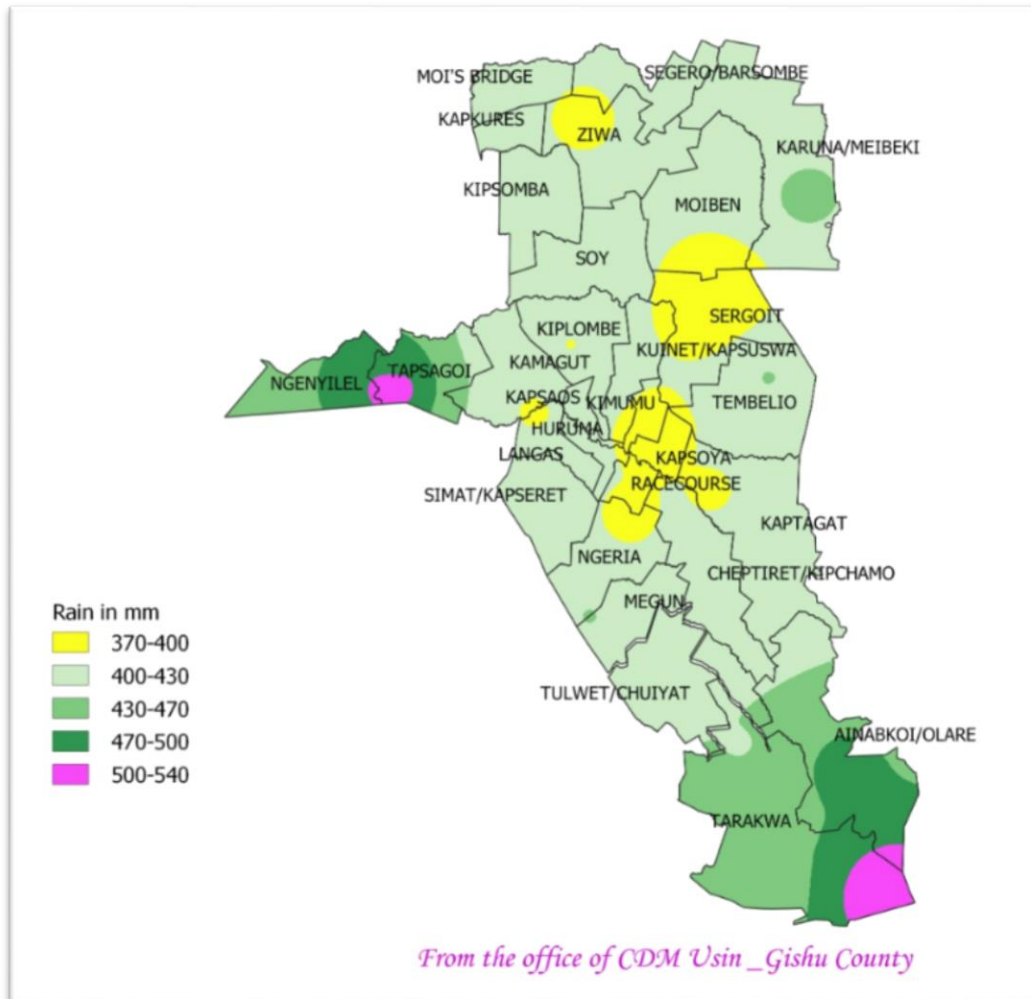 MOI'S BRIDGE
SEGERO/BARSOMBE
KAPKURES
ZIWA
KARUNA/MEIBEKI
KIPSOMBA
MOIBEN
SOY
SERGOIT
KIPLOMBE
KUINET/KAPSUSWA
KAMAGUT
TAPSAGOI
NGENYILEL
KAPSAOS
KIMUMU
TEMBELIO
HURUMA
LANGAS
KAPSOYA
RACECOURSE
SIMAT/KAPSERET
KAPTAGAT
NGERIA
CHEPTIRET/KIPCHAMO
MEGUN
TULWET/CHUIYAT
AINABKOI/OLARE
TARAKWA
Rain in mm
370-400
400-430
430-470
470-500
500-540
From the office of CDM Usin _Gishu County